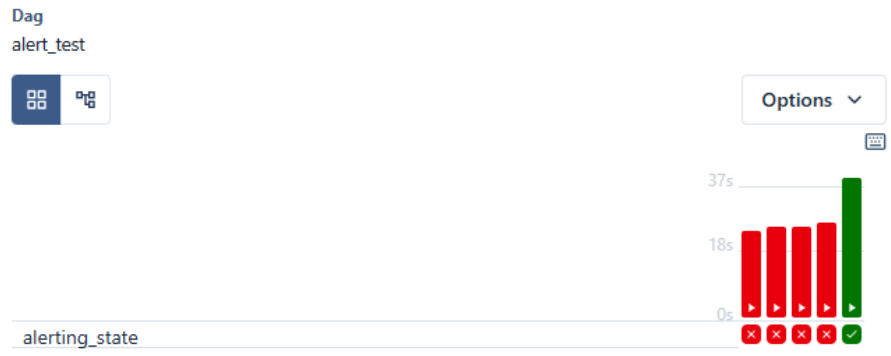 Dag
alert_test
Options
37s
18s
0s
alerting_state